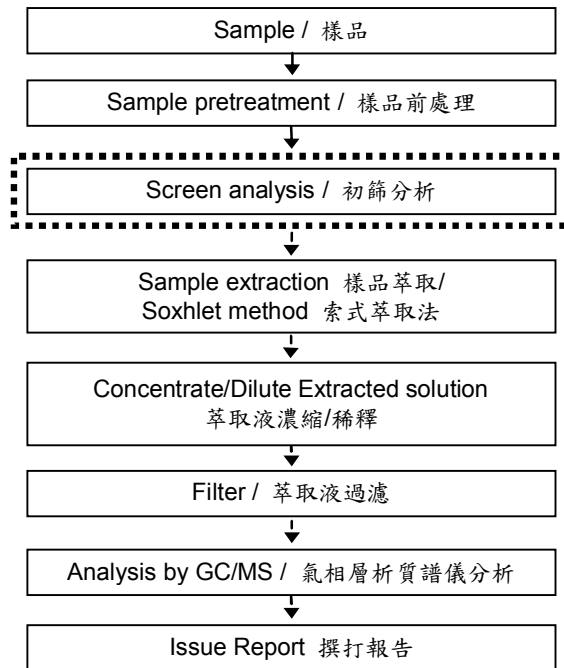 Sample / 樣品
Sample pretreatment / 樣品前處理
Screen analysis / 初篩分析
Sample extraction 樣品萃取/
Soxhlet method 索式萃取法
Concentrate/Dilute Extracted solution
萃取液濃縮/稀釋
Filter / 萃取液過濾
Analysis by GC/MS / 氣相層析質譜儀分析
Issue Report 撰打報告